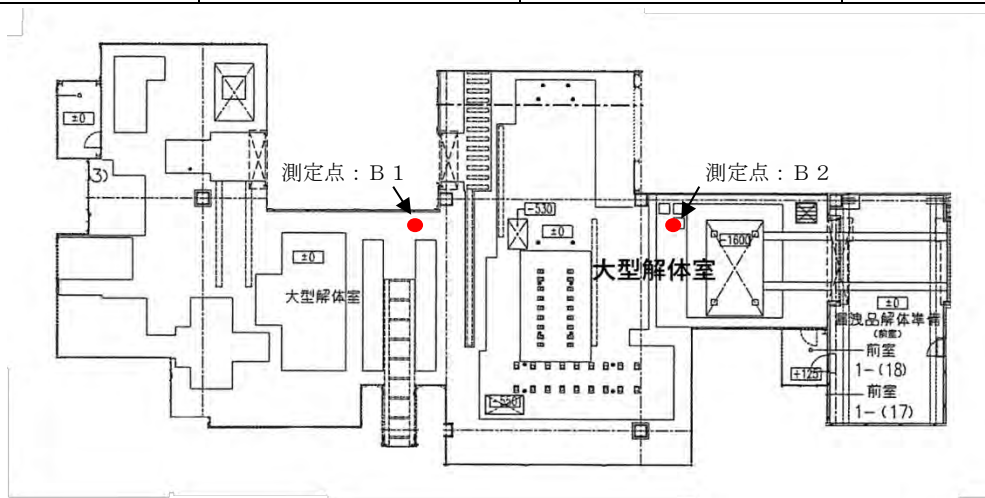 ±0
3)
測定点：Ｂ１
測定点：Ｂ２
-530
±0
-1600
±0
大型解体室
大型解体室
±0
漏洩品解体準備
(前室)
前室
1-(18)
+125
前室
1-(17)
-550